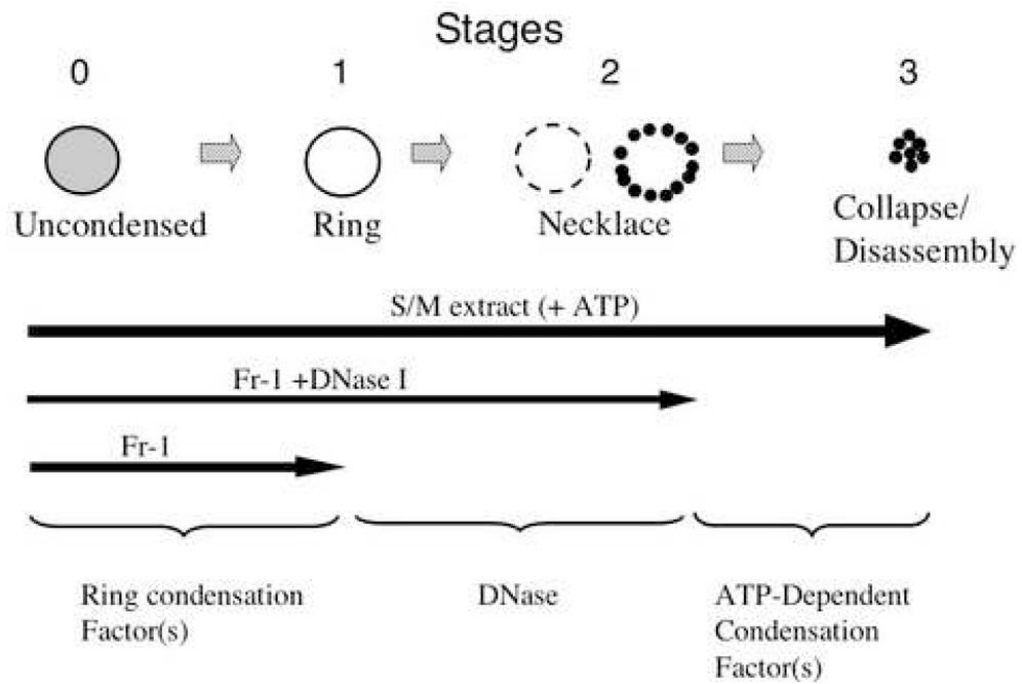 Stages
0 1 2 3
Uncondensed Ring Necklace Collapse/
Disassembly
S/M extract (+ ATP)
Fr-1 +DNase I
Fr-1
Ring condensation
Factor(s)
DNase
ATP-Dependent
Condensation
Factor(s)